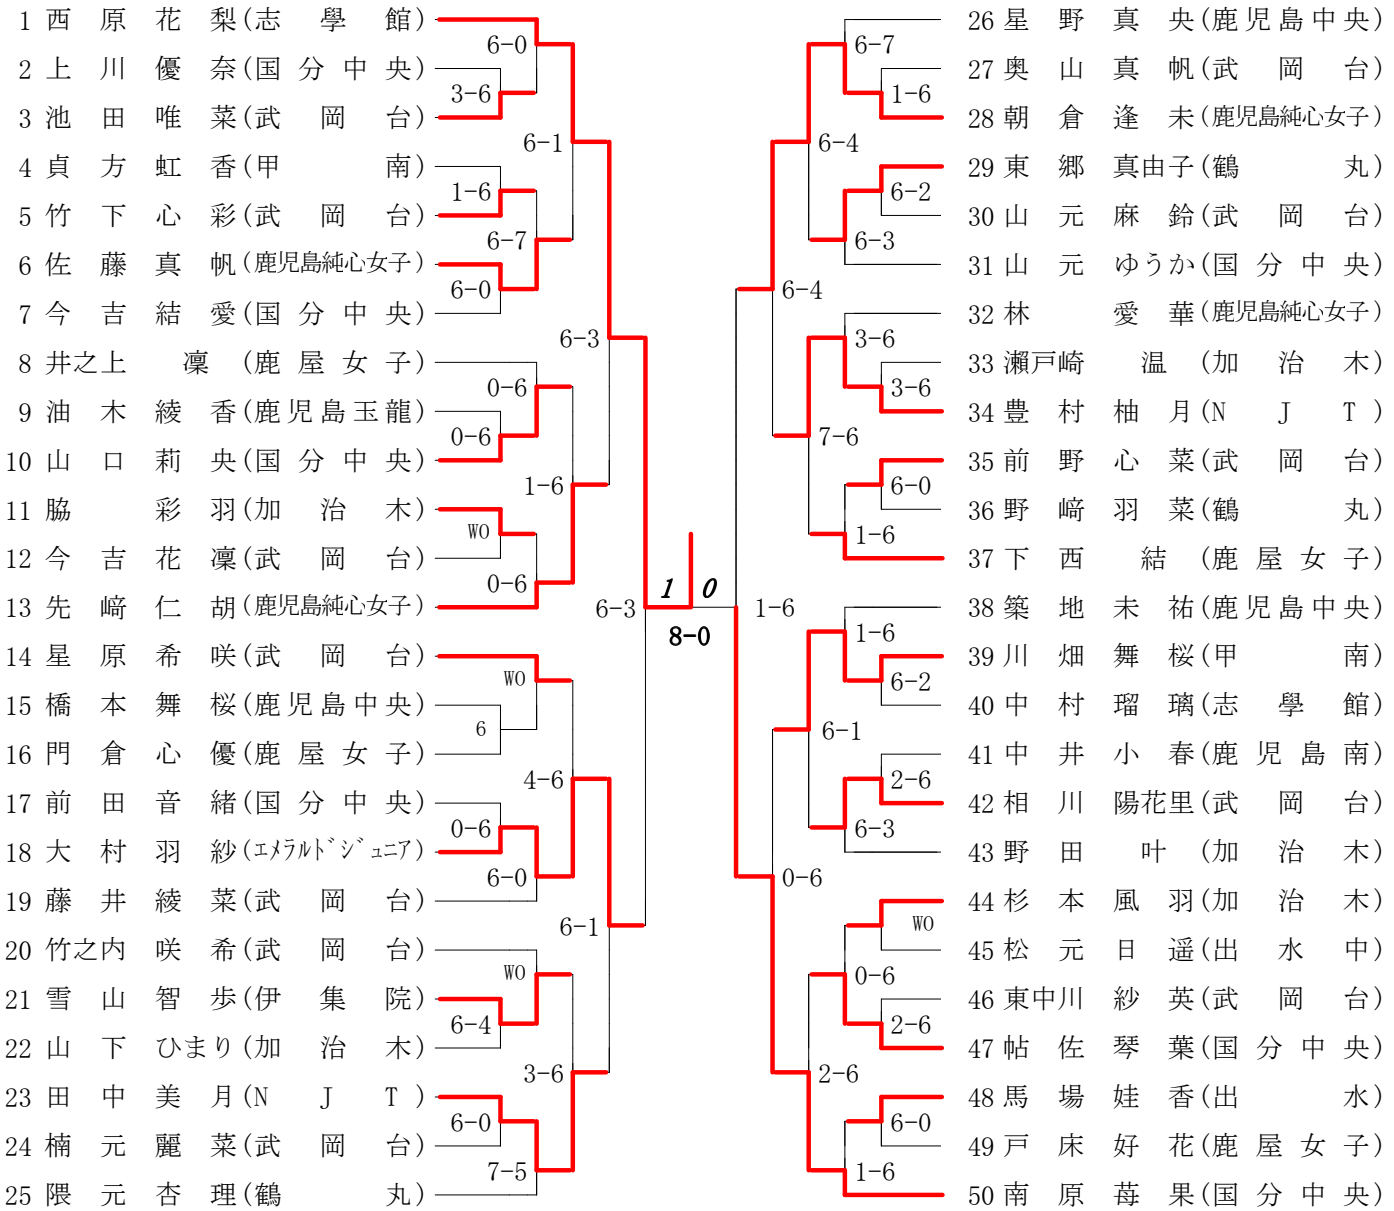 1 西原花梨(志學館)
2 上川優奈(国分中央)
3 池田唯菜(武岡台)
4 貞方虹香(甲南)
5 竹下心彩(武岡台)
6 佐藤真帆(鹿児島純心女子)
7 今吉結愛(国分中央)
8 井之上凜(鹿屋女子)
9 油木綾香(鹿児島玉龍)
10 山口莉央(国分中央)
11 脇彩羽(加治木)
12 今吉花凜(武岡台)
13 先﨑仁胡(鹿児島純心女子)
14 星原希咲(武岡台)
15 橋本舞桜(鹿児島中央)
16 門倉心優(鹿屋女子)
17 前田音緒(国分中央)
18 大村羽紗(エメラルドジュニア)
19 藤井綾菜(武岡台)
20 竹之内咲希(武岡台)
21 雪山智歩(伊集院)
22 山下ひまり(加治木)
23 田中美月(NJT)
24 楠元麗菜(武岡台)
25 隈元杏理(鶴丸)
6-0
3-6
6-1
1-6
6-7
6-0
6-3
0-6
0-6
1-6
WO
0-6
6-3
WO
6
4-6
0-6
6-0
6-1
WO
6-4
3-6
6-0
7-5
1 0
8-0
6-7
1-6
6-4
6-2
6-3
6-4
3-6
3-6
7-6
6-0
1-6
1-6
1-6
6-2
6-1
2-6
6-3
0-6
WO
0-6
2-6
2-6
6-0
1-6
26 星野真央(鹿児島中央)
27 奥山真帆(武岡台)
28 朝倉逢未(鹿児島純心女子)
29 東郷真由子(鶴丸)
30 山元麻鈴(武岡台)
31 山元ゆうか(国分中央)
32 林愛華(鹿児島純心女子)
33 瀬戸崎温(加治木)
34 豊村柚月(NJT)
35 前野心菜(武岡台)
36 野﨑羽菜(鶴丸)
37 下西結(鹿屋女子)
38 築地未祐(鹿児島中央)
39 川畑舞桜(甲南)
40 中村瑠璃(志學館)
41 中井小春(鹿児島南)
42 相川陽花里(武岡台)
43 野田叶(加治木)
44 杉本風羽(加治木)
45 松元日遥(出水中)
46 東中川紗英(武岡台)
47 帖佐琴葉(国分中央)
48 馬場娃香(出水)
49 戸床好花(鹿屋女子)
50 南原苺果(国分中央)